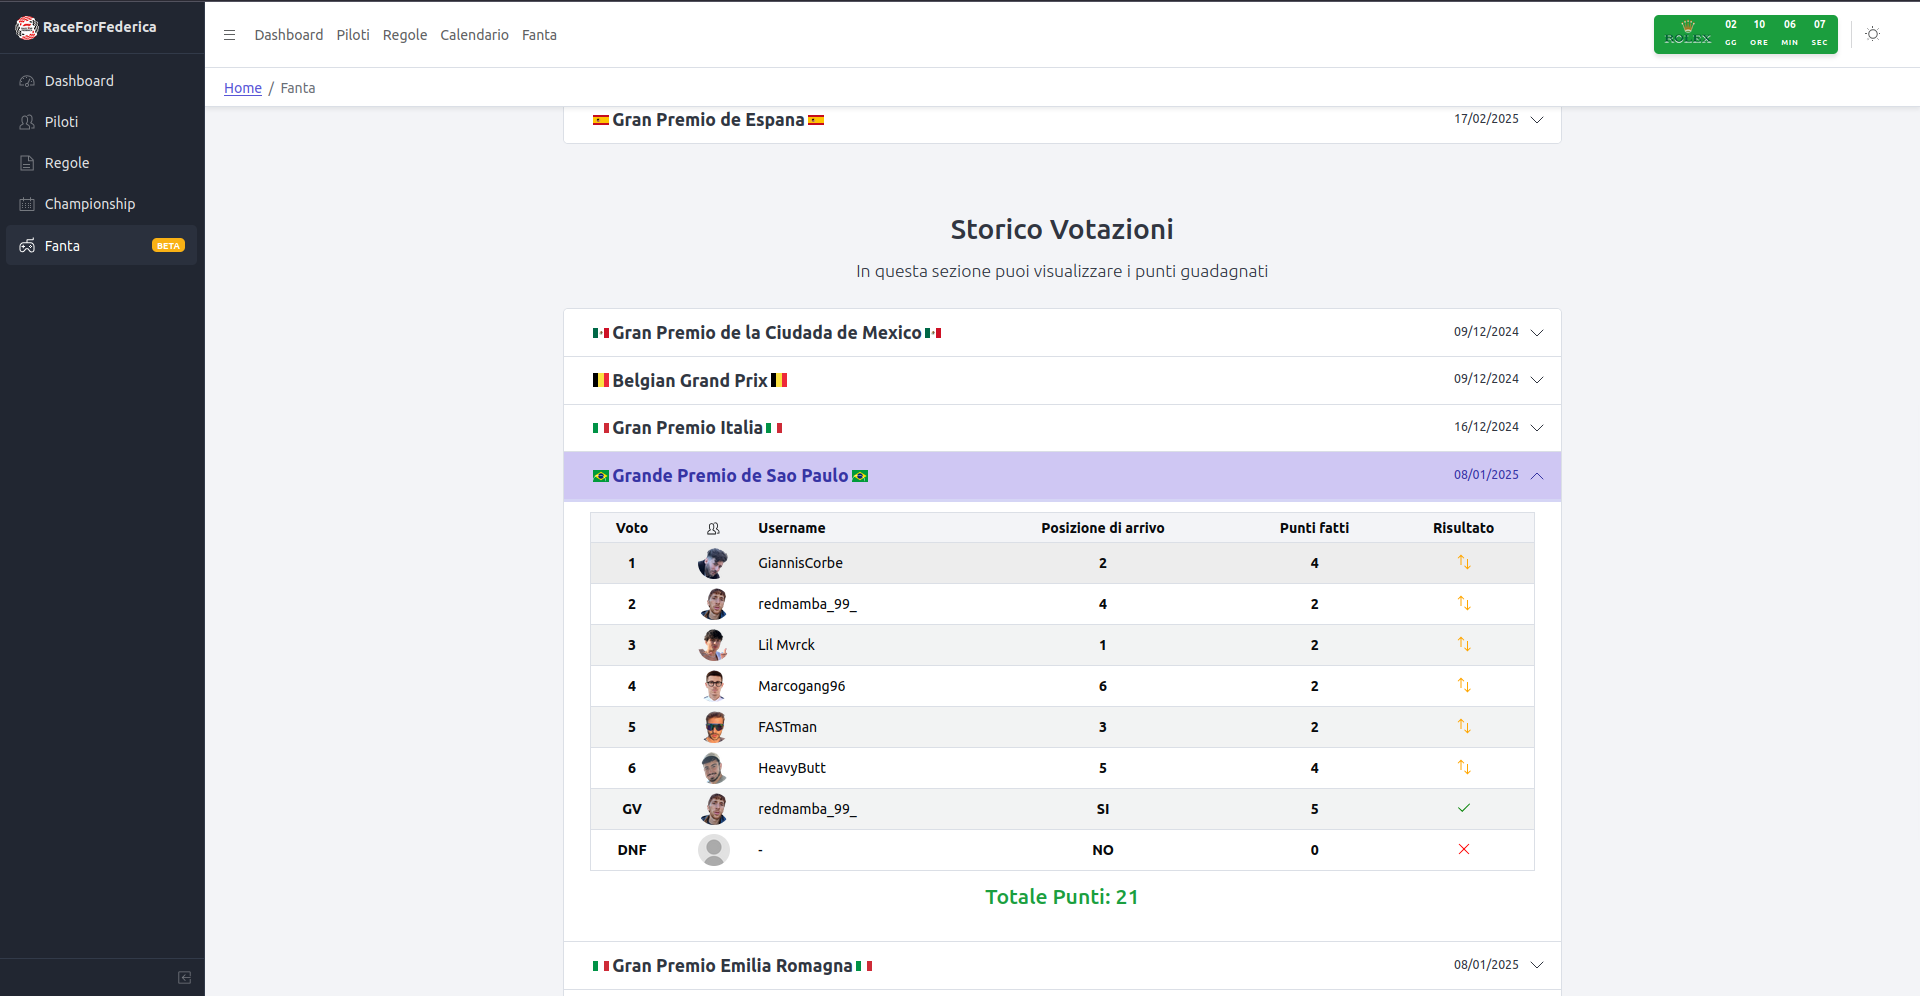 RaceForFederica
Dashboard Piloti Regole Calendario Fanta
ROLEX 02 10 06 07
GG ORE MIN SEC
Home / Fanta
Dashboard
Piloti
Regole
Championship
Fanta BETA
Gran Premio de Espana 17/02/2025
Storico Votazioni
In questa sezione puoi visualizzare i punti guadagnati
Gran Premio de la Ciudada de Mexico 09/12/2024
Belgian Grand Prix 09/12/2024
Gran Premio Italia 16/12/2024
Grande Premio de Sao Paulo 08/01/2025
Voto Username Posizione di arrivo Punti fatti Risultato
1 GiannisCorbe 2 4
2 redmamba_99_ 4 2
3 Lil Mvrck 1 2
4 Marcogang96 6 2
5 FASTman 3 2
6 HeavyButt 5 4
GV redmamba_99_ SI 5
DNF - NO 0
Totale Punti: 21
Gran Premio Emilia Romagna 08/01/2025